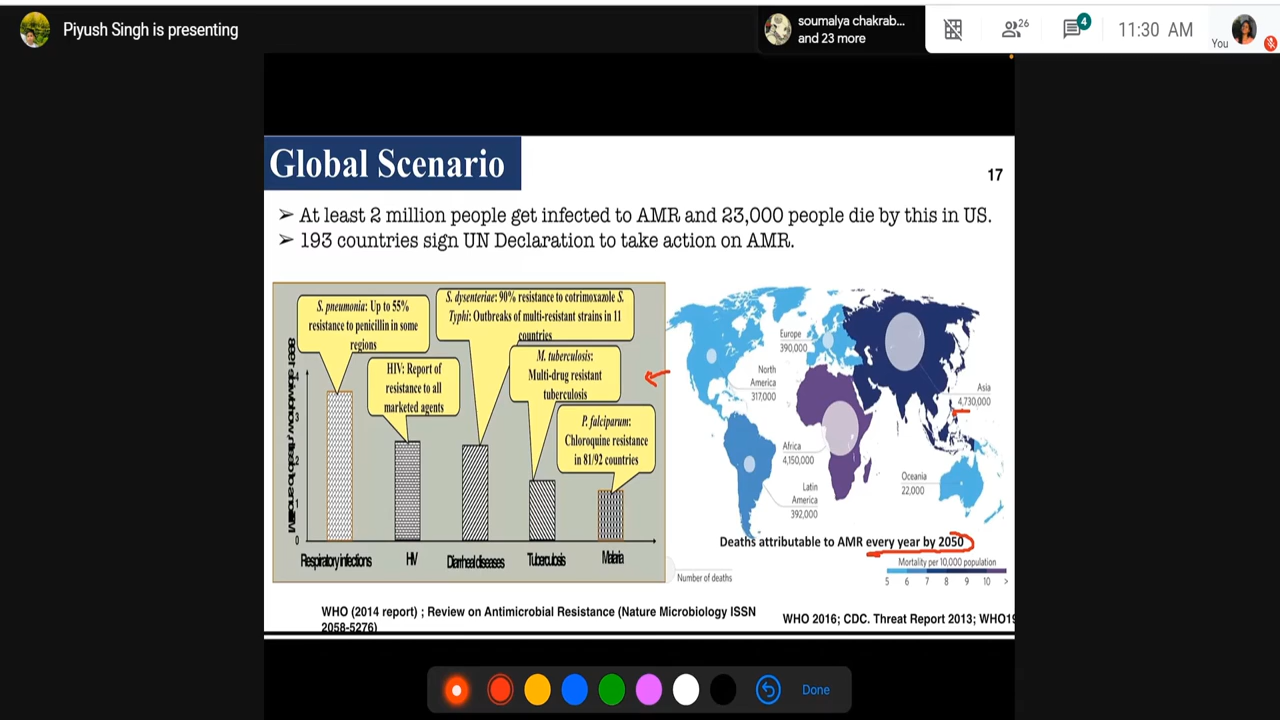 Piyush Singh is presenting
soumalya chakrab...
and 23 more
26
4
11:30 AM
You
Global Scenario
17
➢ At least 2 million people get infected to AMR and 23,000 people die by this in US.
➢ 193 countries sign UN Declaration to take action on AMR.
S. pneumonia: Up to 55%
resistance to penicillin in some
regions
HIV: Report of
resistance to all
marketed agents
S. dysenteriae: 90% resistance to cotrimoxazole S.
Typhi: Outbreaks of multi-resistant strains in 11
countries
M. tuberculosis:
Multi-drug resistant
tuberculosis
P. falciparum:
Chloroquine resistance
in 81/92 countries
4
3
2
1
0
Respiratory infections
HIV
Diarrheal diseases
Tuberculosis
Malaria
Europe
390,000
North
America
317,000
Asia
4,730,000
Africa
4,150,000
Latin
America
392,000
Oceania
22,000
Deaths attributable to AMR every year by 2050
Mortality per 10,000 population
5 6 7 8 9 10 >
Number of deaths
WHO (2014 report) ; Review on Antimicrobial Resistance (Nature Microbiology ISSN
2058-5276)
WHO 2016; CDC. Threat Report 2013; WHO19
Done